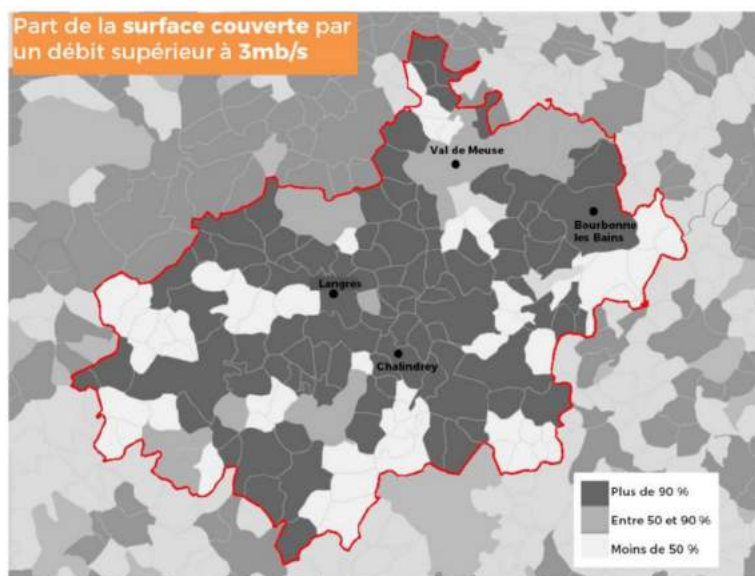 Part de la surface couverte par
un débit supérieur à 3mb/s
Val de Meuse
Bourbonne
les Bains
Langres
Chalindrey
Plus de 90 %
Entre 50 et 90 %
Moins de 50 %